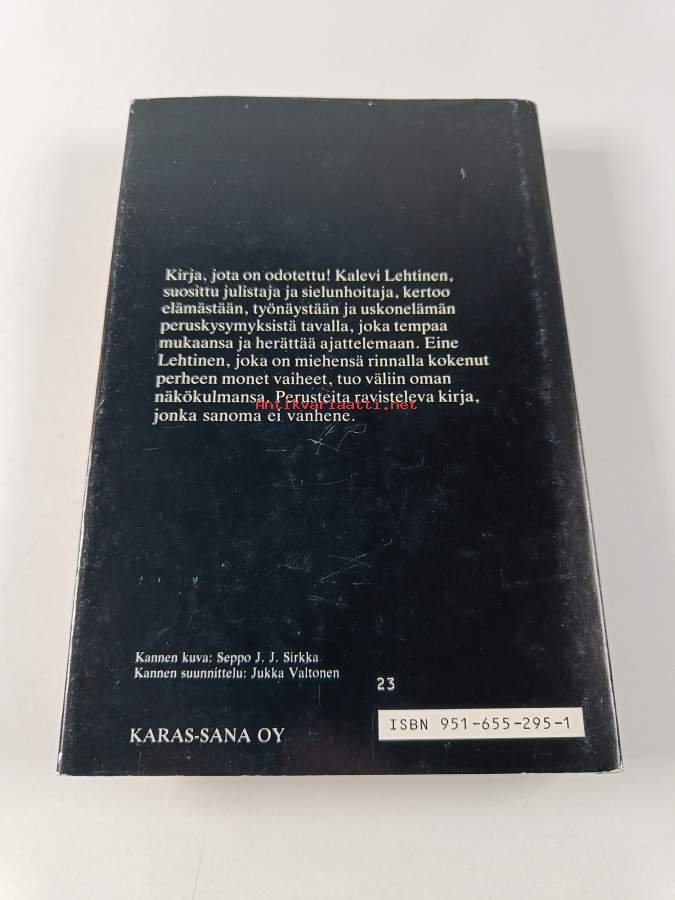 Kirja, jota on odotettu! Kalevi Lehtinen,
suosittu julistaja ja sielunhoitaja, kertoo
elämästään, työnäystään ja uskonelämän
peruskysymyksistä tavalla, joka tempaa
mukaansa ja herättää ajattelemaan. Eine
Lehtinen, joka on miehensä rinnalla kokenut
perheen monet vaiheet, tuo väliin oman
näkökulmansa. Perusteita ravisteleva kirja,
Antikvariaatti.net
jonka sanoma ei vanhene.
Kannen kuva: Seppo J. J. Sirkka
Kannen suunnittelu: Jukka Valtonen
23
ISBN 951-655-295-1
KARAS-SANA OY